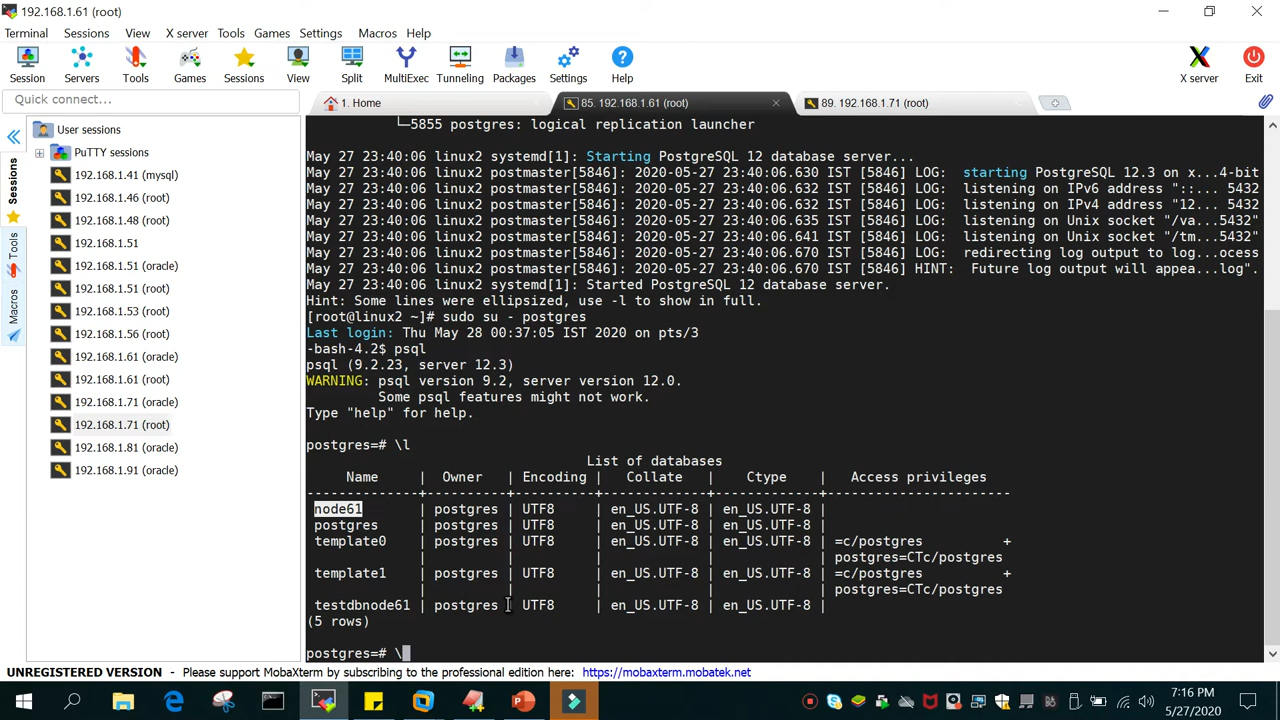 192.168.1.61 (root)
Terminal Sessions View X server Tools Games Settings Macros Help
Session Servers Tools Games Sessions View Split MultiExec Tunneling Packages Settings Help X server Exit
Quick connect...
1. Home
85. 192.168.1.61 (root)
89. 192.168.1.71 (root)
Sessions
Tools
Macros
User sessions
PuTTY sessions
192.168.1.41 (mysql)
192.168.1.46 (root)
192.168.1.48 (root)
192.168.1.51
192.168.1.51 (oracle)
192.168.1.51 (root)
192.168.1.53 (root)
192.168.1.56 (root)
192.168.1.61 (oracle)
192.168.1.61 (root)
192.168.1.71 (oracle)
192.168.1.71 (root)
192.168.1.81 (oracle)
192.168.1.91 (oracle)
└─5855 postgres: logical replication launcher
May 27 23:40:06 linux2 systemd[1]: Starting PostgreSQL 12 database server...
May 27 23:40:06 linux2 postmaster[5846]: 2020-05-27 23:40:06.630 IST [5846] LOG:  starting PostgreSQL 12.3 on x...4-bit
May 27 23:40:06 linux2 postmaster[5846]: 2020-05-27 23:40:06.632 IST [5846] LOG:  listening on IPv6 address "::... 5432
May 27 23:40:06 linux2 postmaster[5846]: 2020-05-27 23:40:06.632 IST [5846] LOG:  listening on IPv4 address "12... 5432
May 27 23:40:06 linux2 postmaster[5846]: 2020-05-27 23:40:06.635 IST [5846] LOG:  listening on Unix socket "/va...5432"
May 27 23:40:06 linux2 postmaster[5846]: 2020-05-27 23:40:06.641 IST [5846] LOG:  listening on Unix socket "/tm...5432"
May 27 23:40:06 linux2 postmaster[5846]: 2020-05-27 23:40:06.670 IST [5846] LOG:  redirecting log output to log...ocess
May 27 23:40:06 linux2 postmaster[5846]: 2020-05-27 23:40:06.670 IST [5846] HINT:  Future log output will appea...log".
May 27 23:40:06 linux2 systemd[1]: Started PostgreSQL 12 database server.
Hint: Some lines were ellipsized, use -l to show in full.
[root@linux2 ~]# sudo su - postgres
Last login: Thu May 28 00:37:05 IST 2020 on pts/3
-bash-4.2$ psql
psql (9.2.23, server 12.3)
WARNING: psql version 9.2, server version 12.0.
         Some psql features might not work.
Type "help" for help.
postgres=# \l
List of databases
Name | Owner | Encoding | Collate | Ctype | Access privileges
--------------+----------+----------+-------------+-------------+-----------------------
node61 | postgres | UTF8 | en_US.UTF-8 | en_US.UTF-8 |
postgres | postgres | UTF8 | en_US.UTF-8 | en_US.UTF-8 |
template0 | postgres | UTF8 | en_US.UTF-8 | en_US.UTF-8 | =c/postgres +
| | | | | postgres=CTc/postgres
template1 | postgres | UTF8 | en_US.UTF-8 | en_US.UTF-8 | =c/postgres +
| | | | | postgres=CTc/postgres
testdbnode61 | postgres | UTF8 | en_US.UTF-8 | en_US.UTF-8 |
(5 rows)
postgres=# \
UNREGISTERED VERSION - Please support MobaXterm by subscribing to the professional edition here: https://mobaxterm.mobatek.net
7:16 PM
5/27/2020